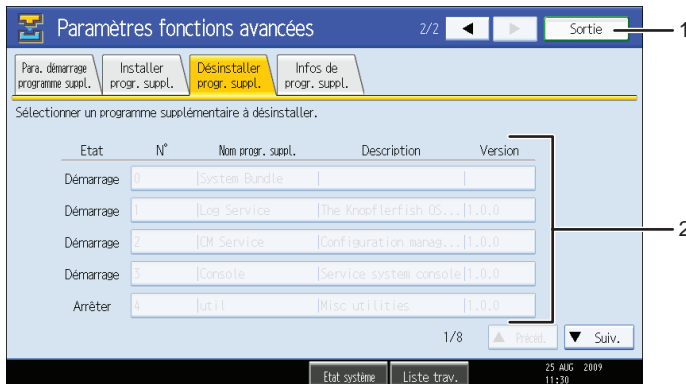 Paramètres fonctions avancées 2/2 Sortie 1
Para. démarrage programme suppl. Installer progr. suppl. Désinstaller progr. suppl. Infos de progr. suppl.
Sélectionner un programme supplémentaire à désinstaller.
Etat N° Nom progr. suppl. Description Version
Démarrage 0 System Bundle
Démarrage 1 Log Service The Knopflerfish OS... 1.0.0
2
Démarrage 2 CM Service Configuration manag... 1.0.0
Démarrage 3 Console Service system console 1.0.0
Arrêter 4 util Misc utilities 1.0.0
1/8 Précéd. Suiv.
Etat système Liste trav. 25 AUG 2009 11:30